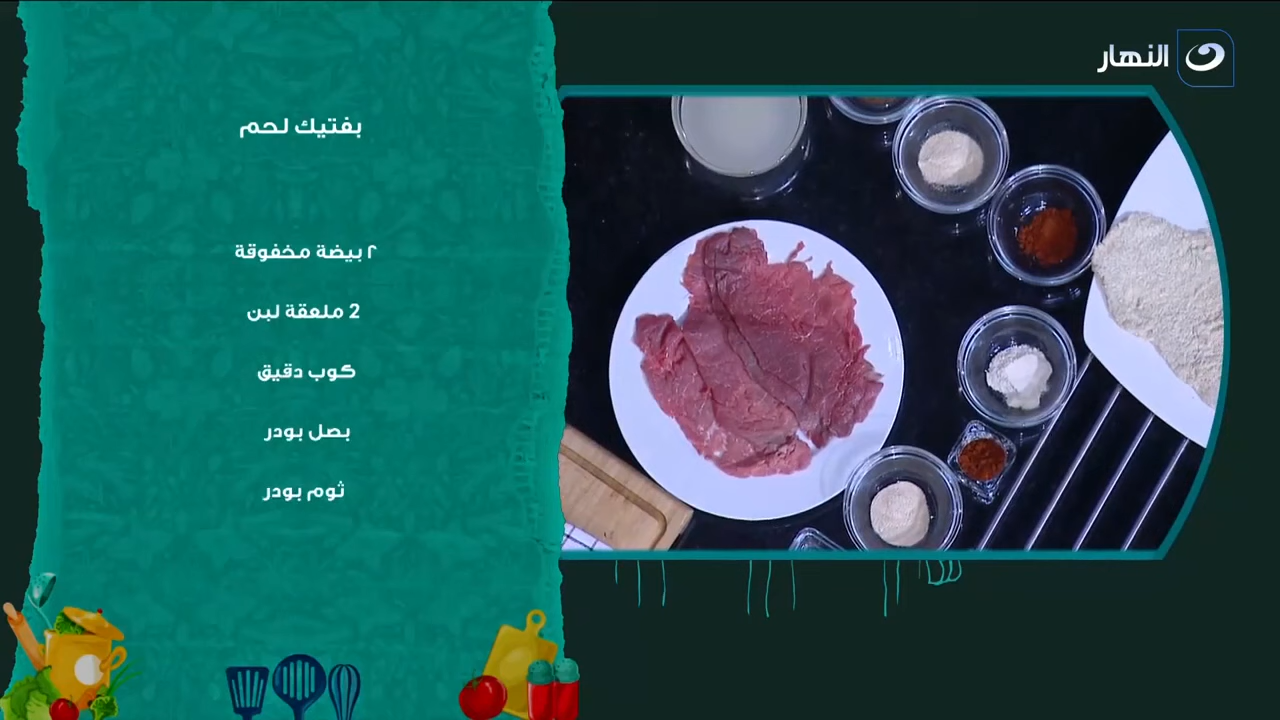 النهار
بفتيك لحم
٢ بيضة مخفوقة
2 ملعقة لبن
كوب دقيق
بصل بودر
ثوم بودر